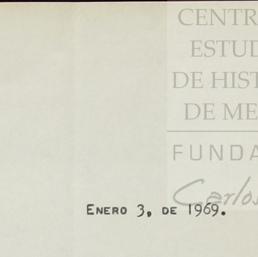 CENTR
ESTUD
DE HIST
DE ME
FUNDA
Carlos
ENERO 3, DE 1969.